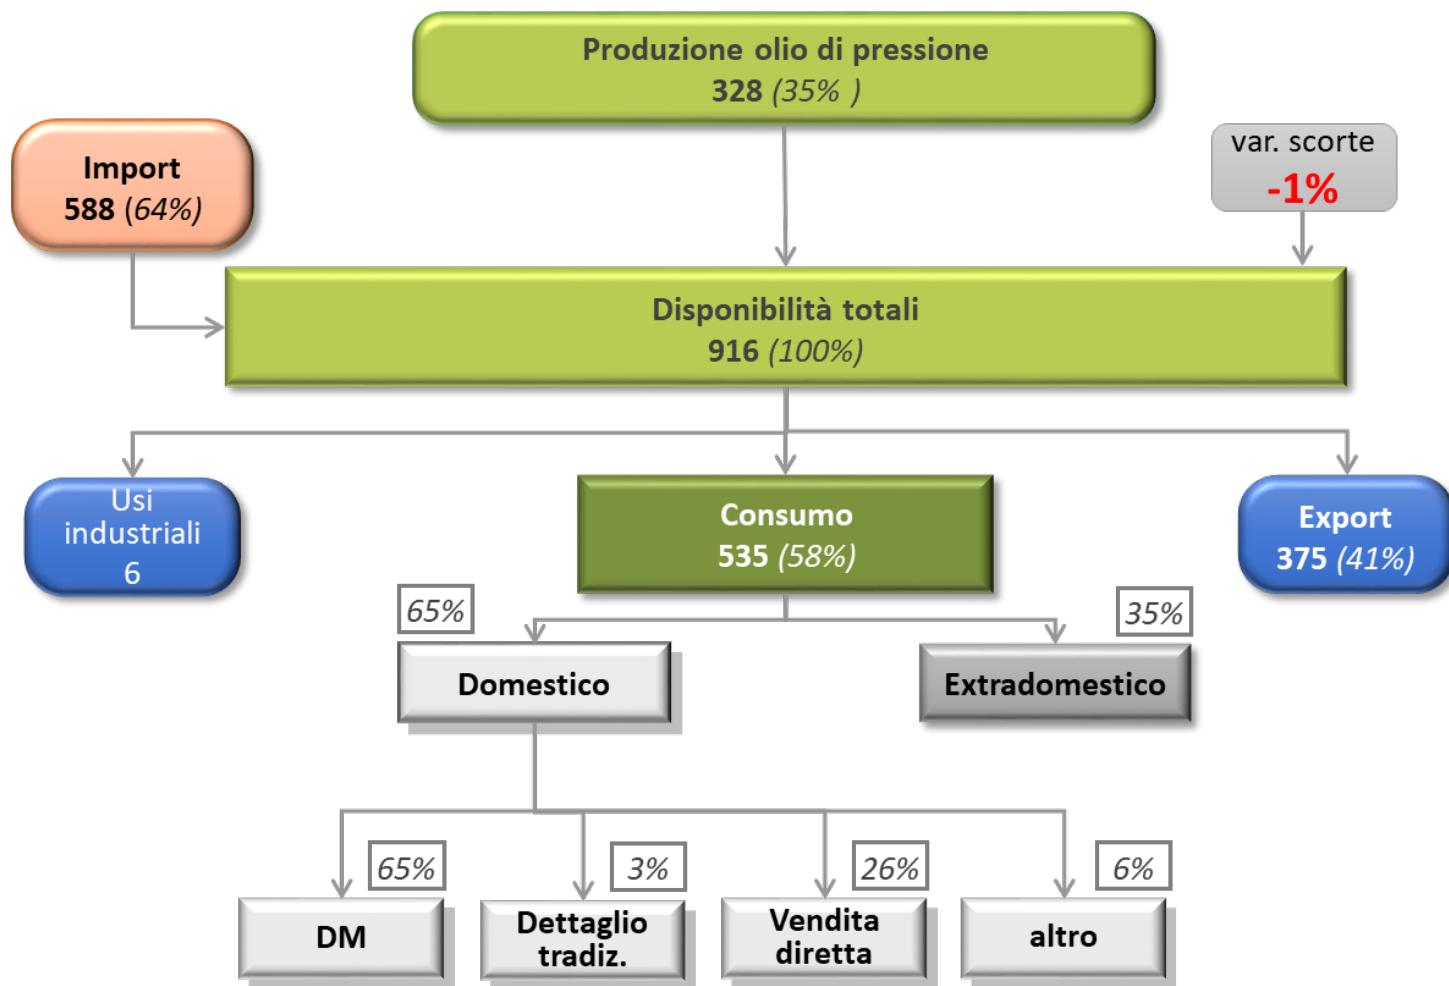 Produzione olio di pressione
328 (35% )
Import
588 (64%)
var. scorte
-1%
Disponibilità totali
916 (100%)
Usi
industriali
6
Consumo
535 (58%)
Export
375 (41%)
65%
35%
Domestico
Extradomestico
65%
3%
26%
6%
DM
Dettaglio
tradiz.
Vendita
diretta
altro